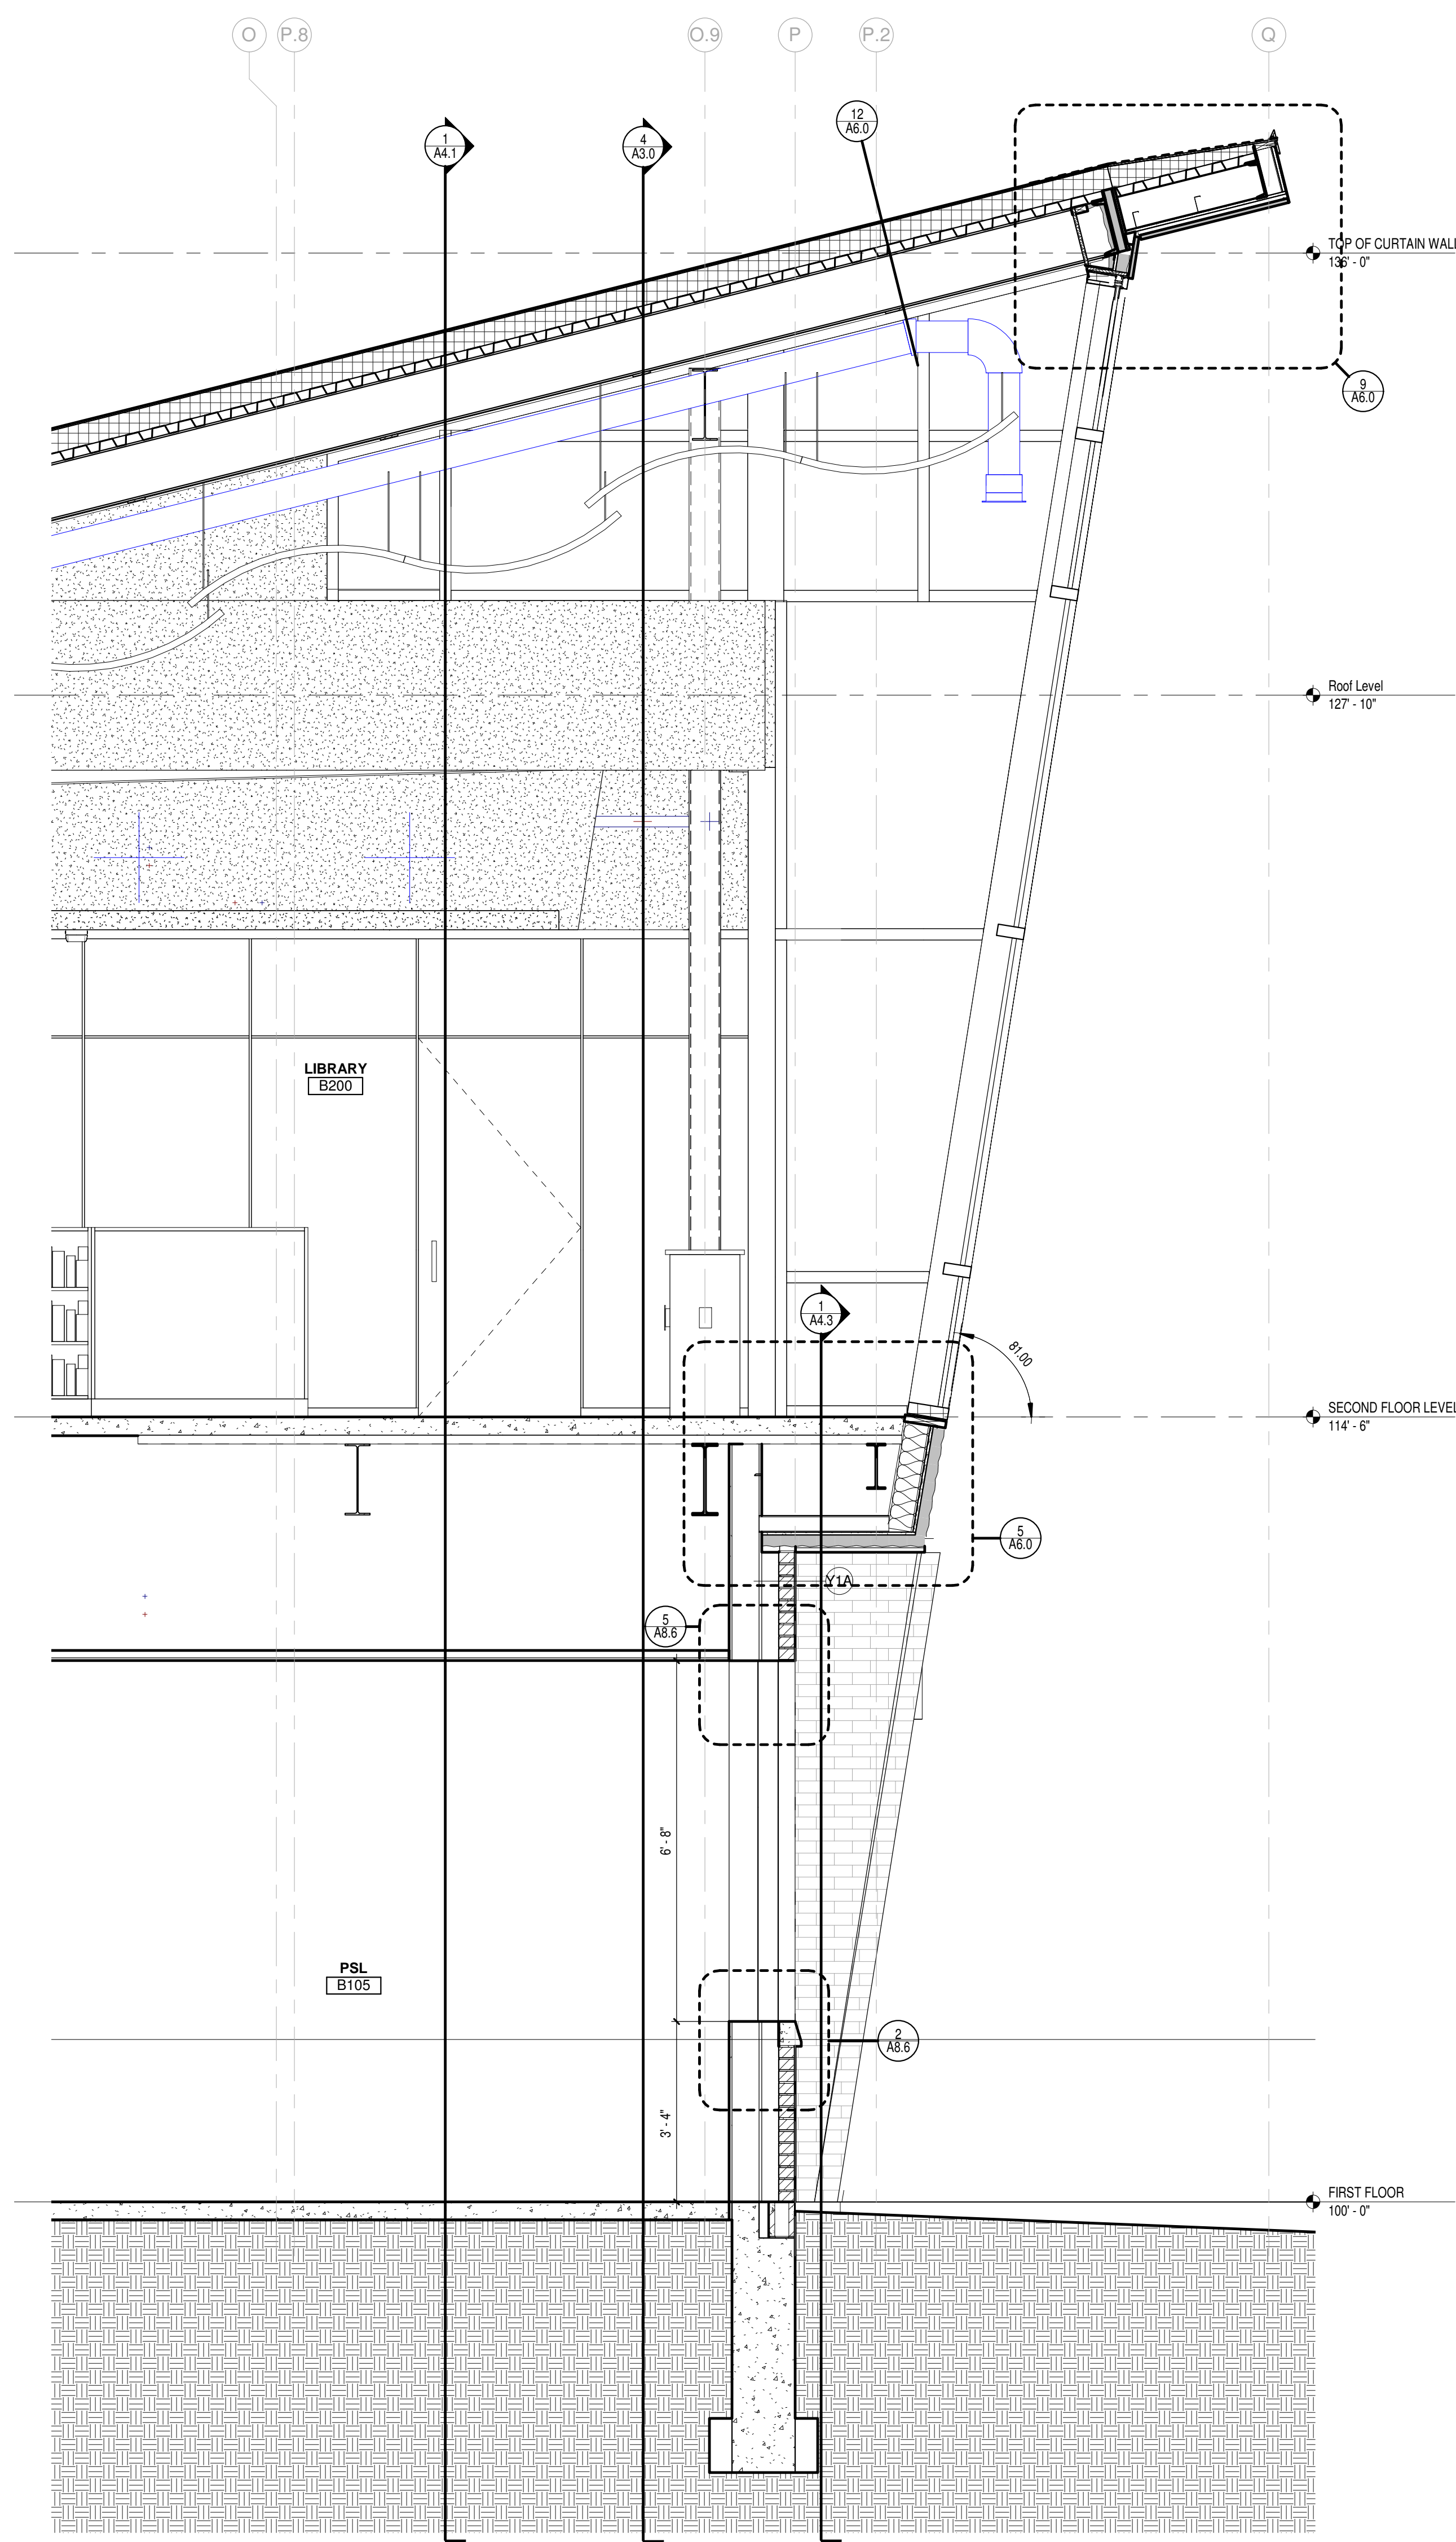 O
P.8
O.9
P
P.2
Q
12
A6.0
1
A4.1
4
A3.0
TOP OF CURTAIN WALL
136' - 0"
9
A6.0
Roof Level
127' - 10"
LIBRARY
B200
1
A4.3
81.00
SECOND FLOOR LEVEL
114' - 6"
5
A6.0
Y1A
5
A8.6
6' - 8"
PSL
B105
2
A8.6
3' - 4"
FIRST FLOOR
100' - 0"